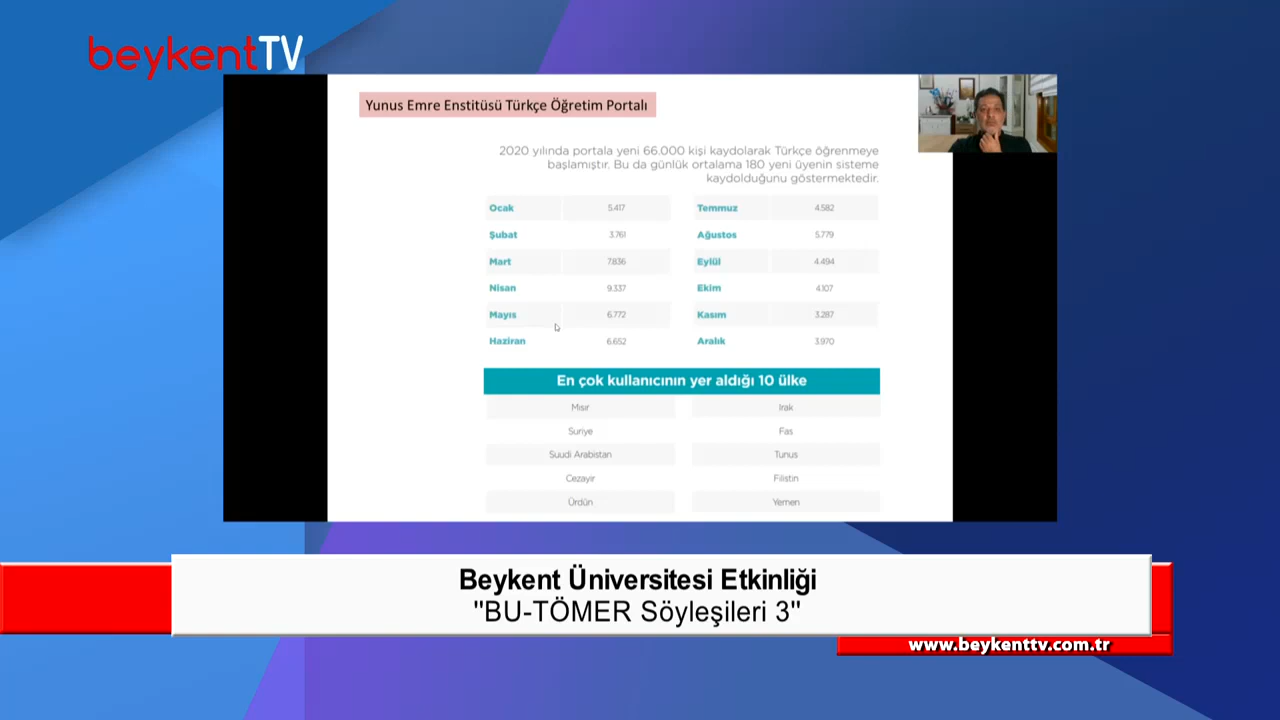 beykentTV
Yunus Emre Enstitüsü Türkçe Öğretim Portalı
2020 yılında portala yeni 66.000 kişi kaydolarak Türkçe öğrenmeye
başlamıştır. Bu da günlük ortalama 180 yeni üyenin sisteme
kaydolduğunu göstermektedir.
Ocak 5.417 Temmuz 4.582
Şubat 3.761 Ağustos 5.779
Mart 7.836 Eylül 4.494
Nisan 9.337 Ekim 4.107
Mayıs 6.772 Kasım 3.287
Haziran 6.652 Aralık 3.970
En çok kullanıcının yer aldığı 10 ülke
Mısır Irak
Suriye Fas
Suudi Arabistan Tunus
Cezayir Filistin
Ürdün Yemen
Beykent Üniversitesi Etkinliği
"BU-TÖMER Söyleşileri 3"
www.beykenttv.com.tr